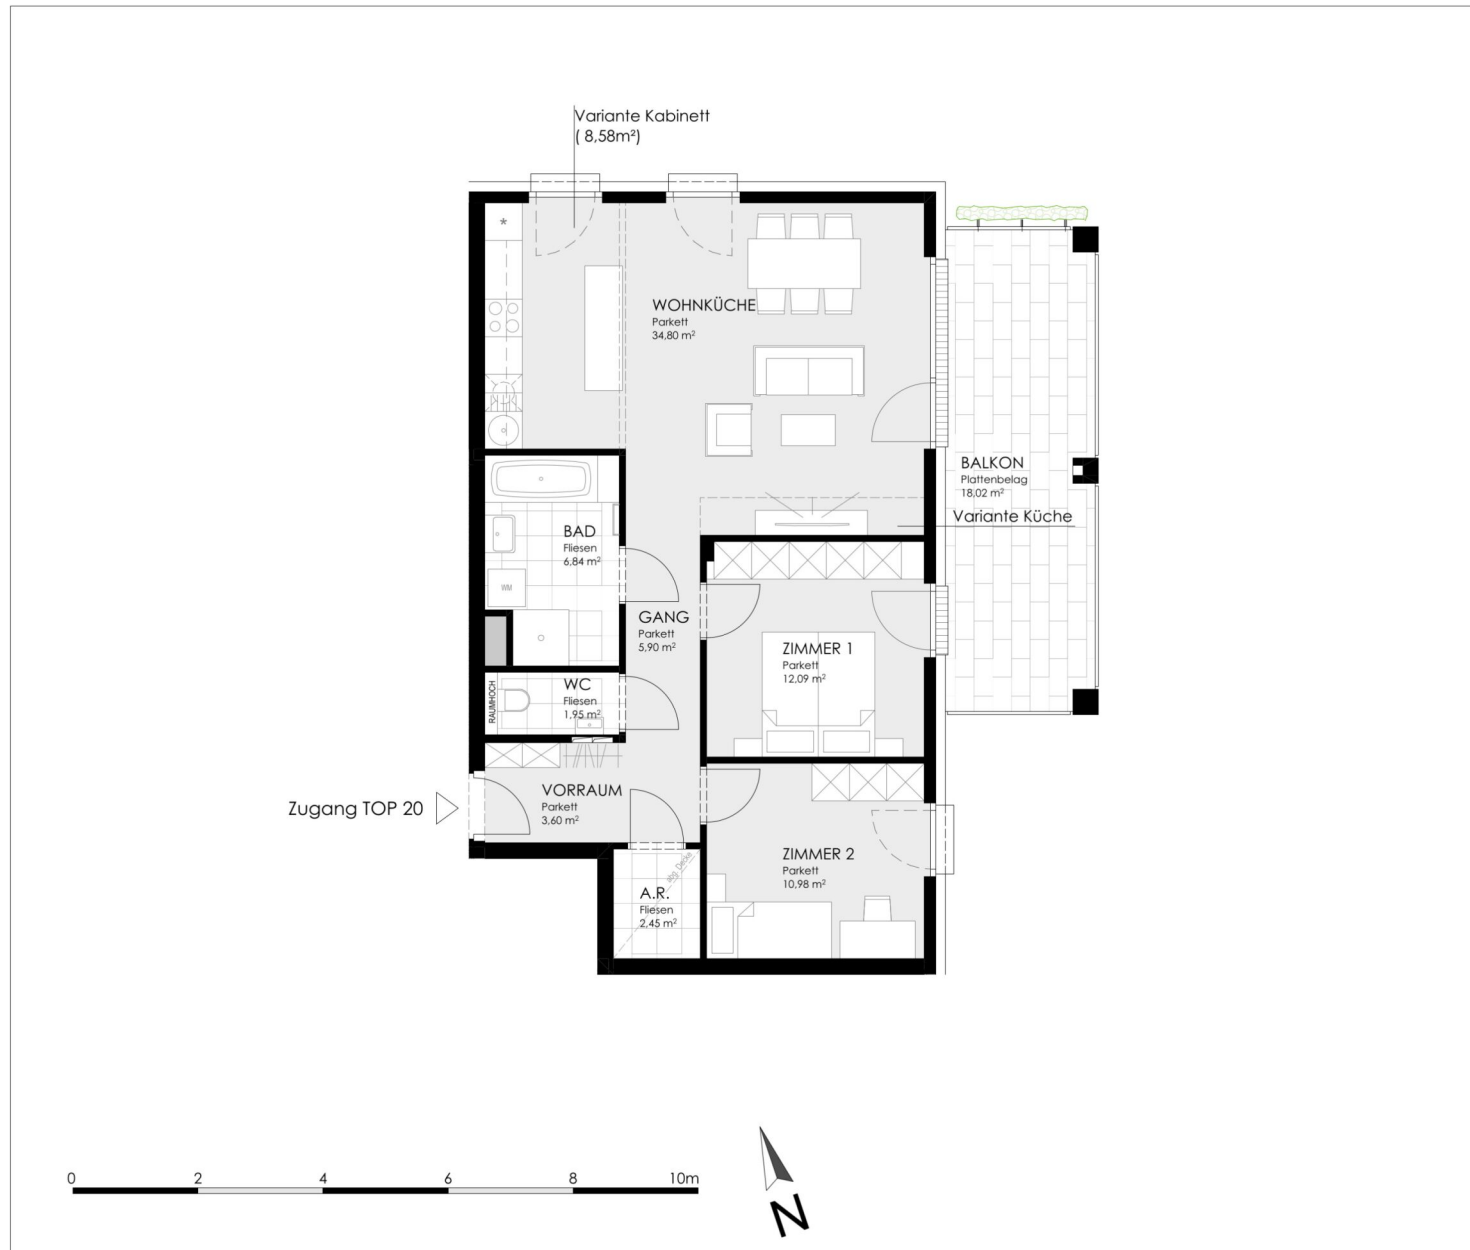 Variante Kabinett
( 8,58m²)
*
WOHNKÜCHE
Parkett
34,80 m²
BALKON
Plattenbelag
18,02 m²
Variante Küche
BAD
Fliesen
6,84 m²
WM
GANG
Parkett
5,90 m²
ZIMMER 1
Parkett
12,09 m²
WC
Fliesen
1,95 m²
RAUMHOCH
VORRAUM
Parkett
3,60 m²
Zugang TOP 20
ZIMMER 2
Parkett
10,98 m²
abg. Decke
A.R.
Fliesen
2,45 m²
0 2 4 6 8 10m
N